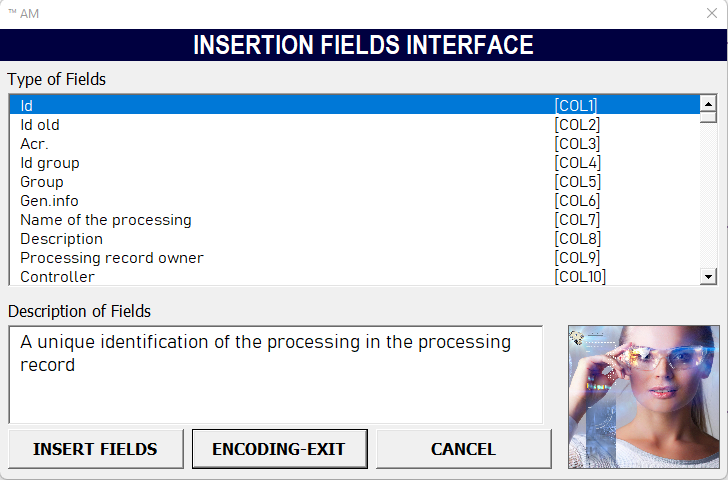 ™ AM
INSERTION FIELDS INTERFACE
Type of Fields
Id [COL1]
Id old [COL2]
Acr. [COL3]
Id group [COL4]
Group [COL5]
Gen.info [COL6]
Name of the processing [COL7]
Description [COL8]
Processing record owner [COL9]
Controller [COL10]
Description of Fields
A unique identification of the processing in the processing
record
INSERT FIELDS ENCODING-EXIT CANCEL